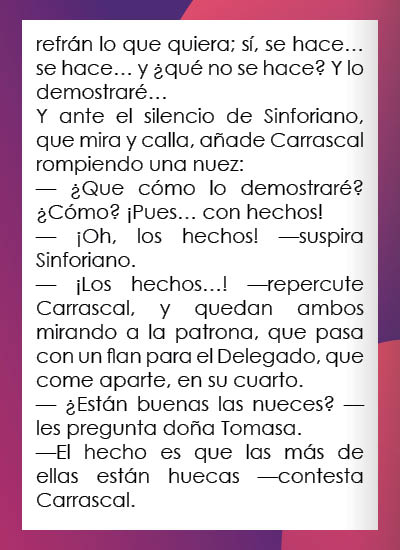 refrán lo que quiera; sí, se hace…
se hace… y ¿qué no se hace? Y lo
demostraré…
Y ante el silencio de Sinforiano,
que mira y calla, añade Carrascal
rompiendo una nuez:
— ¿Que cómo lo demostraré?
¿Cómo? ¡Pues… con hechos!
— ¡Oh, los hechos! —suspira
Sinforiano.
— ¡Los hechos…! —repercute
Carrascal, y quedan ambos
mirando a la patrona, que pasa
con un flan para el Delegado, que
come aparte, en su cuarto.
— ¿Están buenas las nueces? —
les pregunta doña Tomasa.
—El hecho es que las más de
ellas están huecas —contesta
Carrascal.